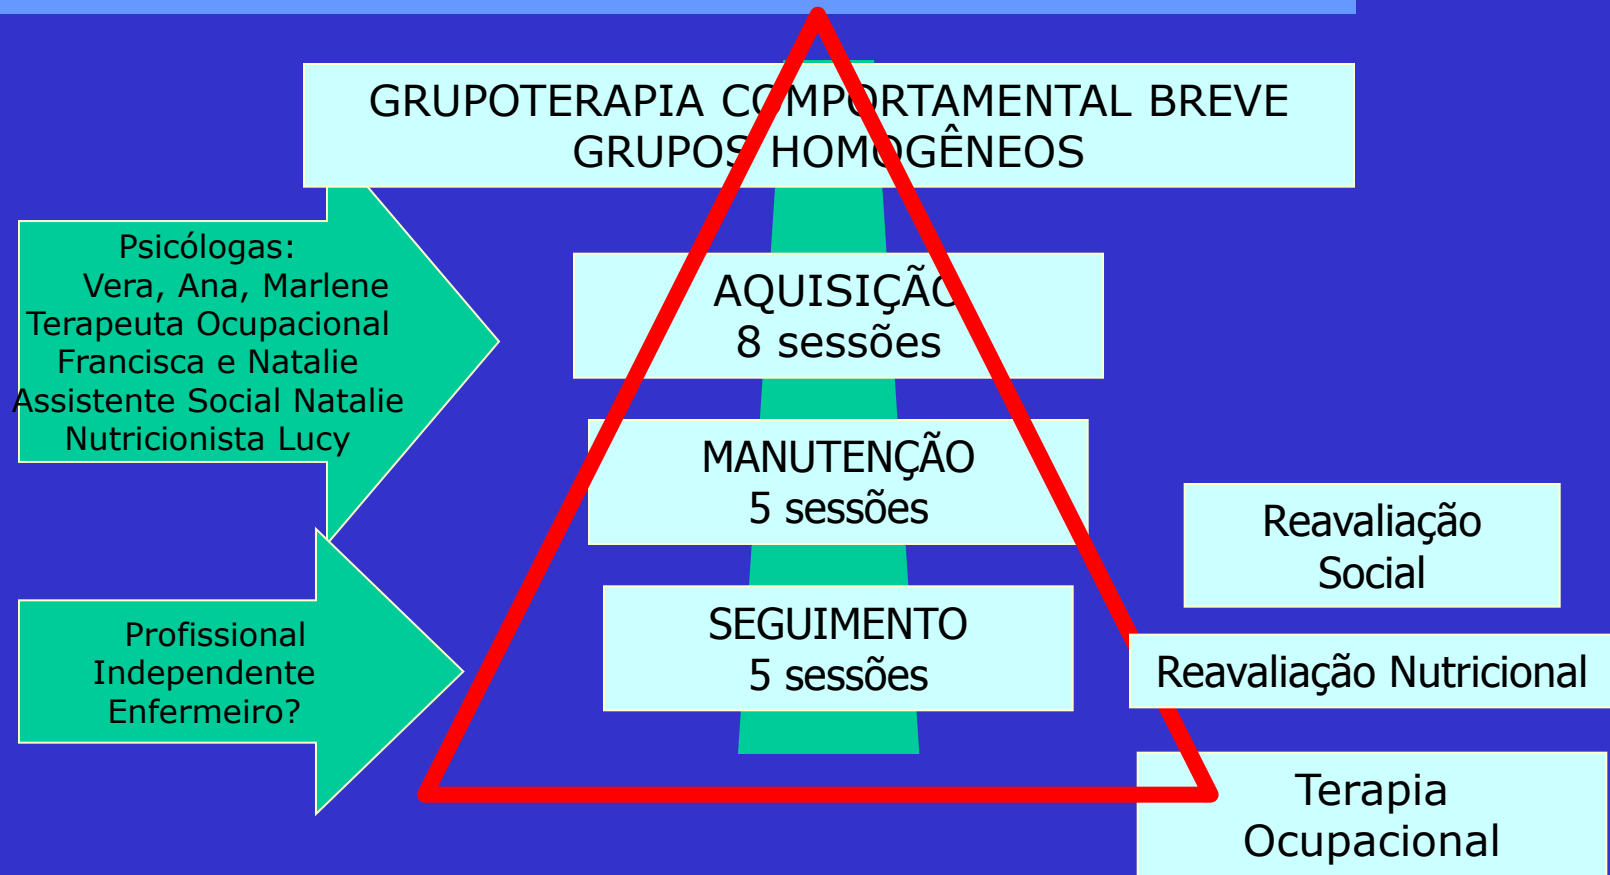 GRUPOTERAPIA COMPORTAMENTAL BREVE
GRUPOS HOMOGÊNEOS
Psicólogas:
Vera, Ana, Marlene
Terapeuta Ocupacional
Francisca e Natalie
Assistente Social Natalie
Nutricionista Lucy
AQUISIÇÃO
8 sessões
MANUTENÇÃO
5 sessões
Profissional
Independente
Enfermeiro?
SEGUIMENTO
5 sessões
Reavaliação
Social
Reavaliação Nutricional
Terapia
Ocupacional